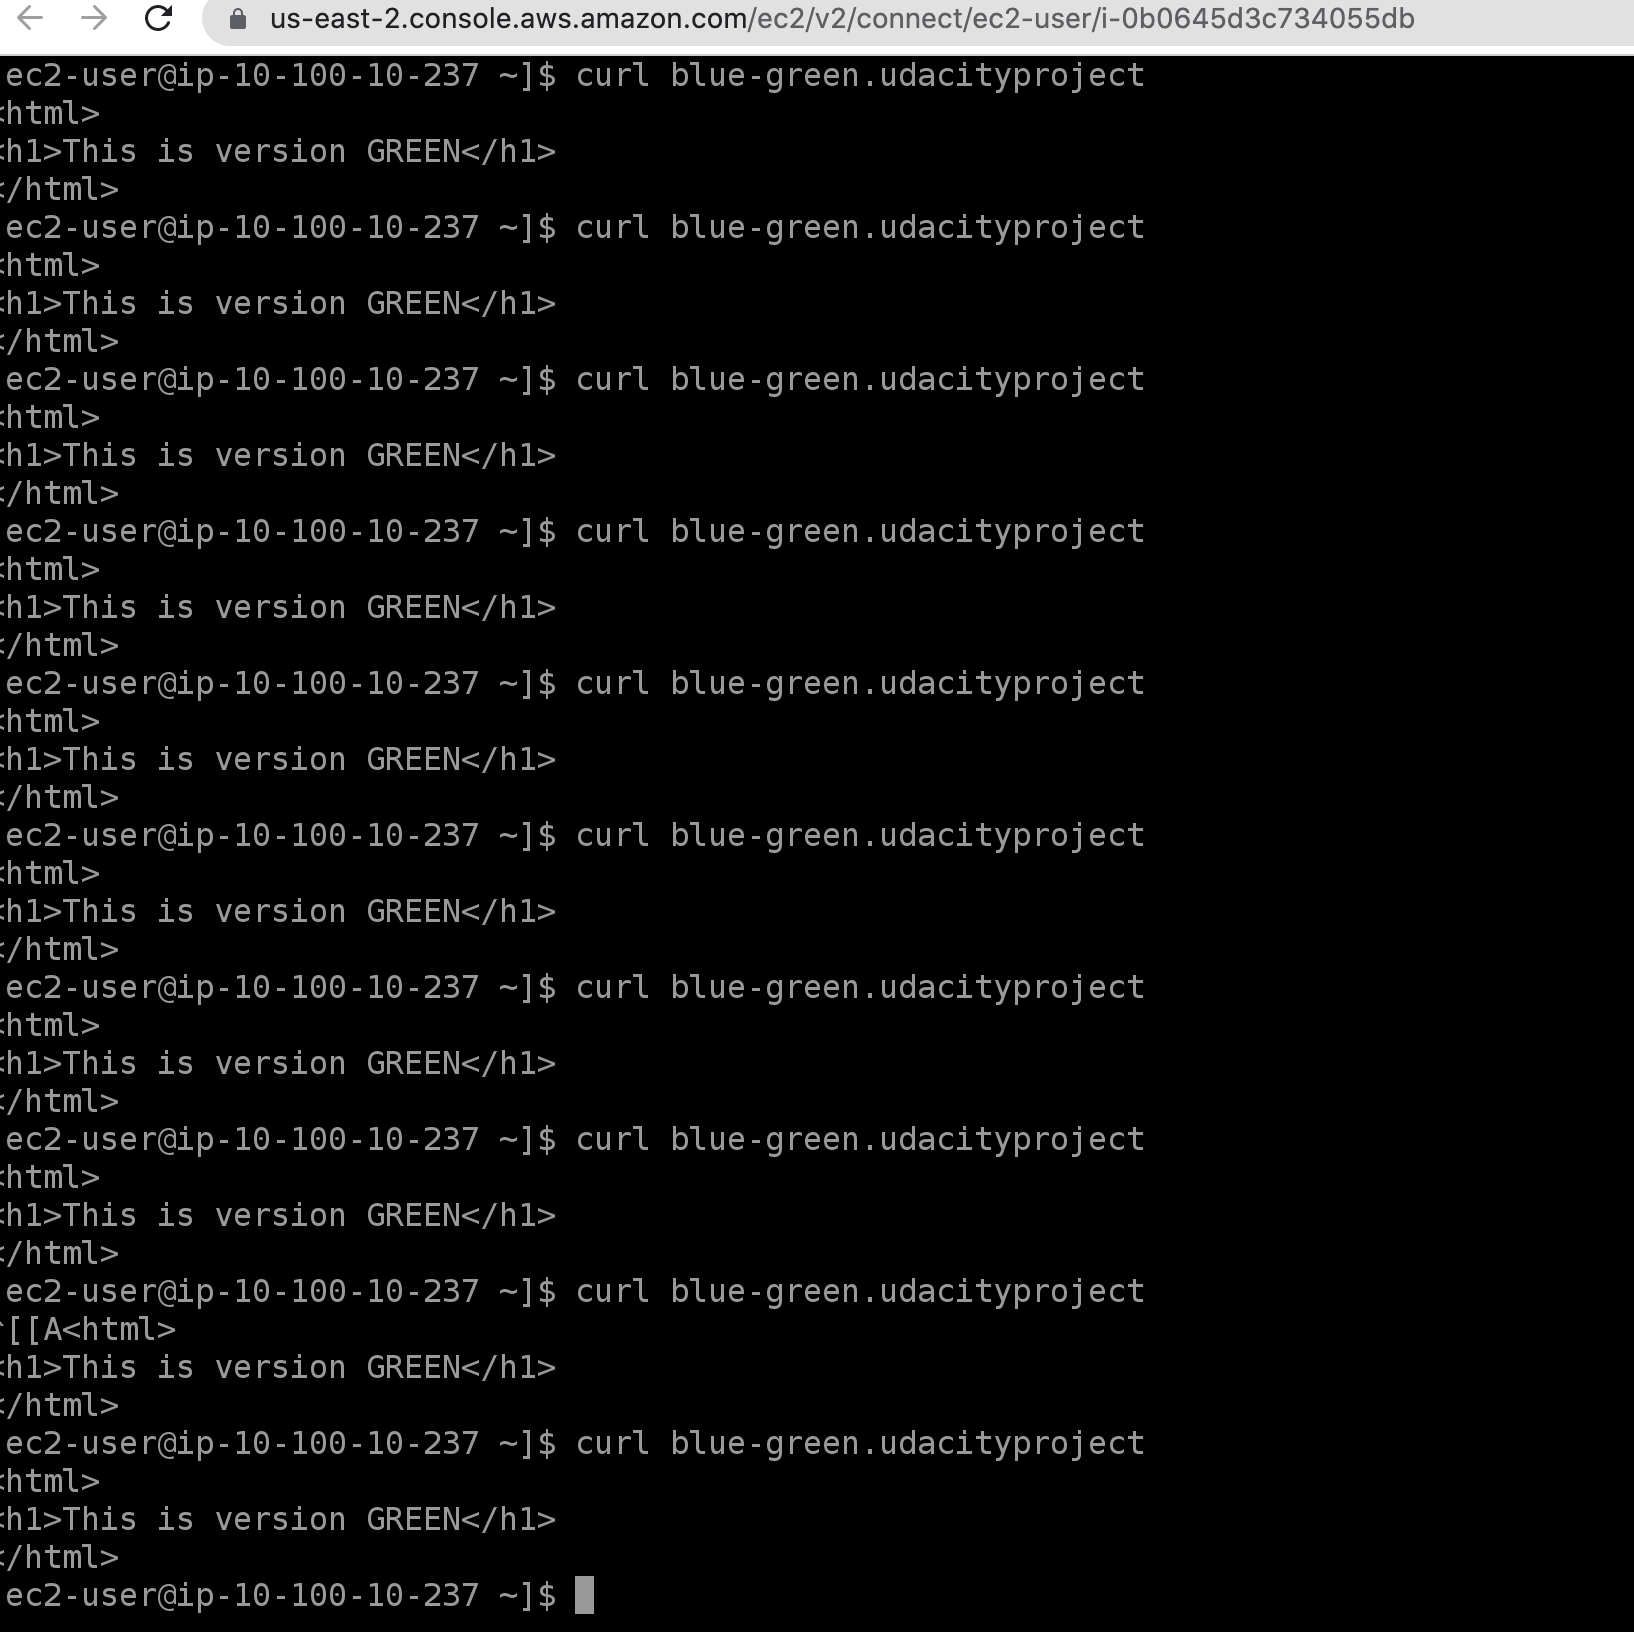 us-east-2.console.aws.amazon.com/ec2/v2/connect/ec2-user/i-0b0645d3c734055db
ec2-user@ip-10-100-10-237 ~]$ curl blue-green.udacityproject
<html>
<h1>This is version GREEN</h1>
</html>
ec2-user@ip-10-100-10-237 ~]$ curl blue-green.udacityproject
<html>
<h1>This is version GREEN</h1>
</html>
ec2-user@ip-10-100-10-237 ~]$ curl blue-green.udacityproject
<html>
<h1>This is version GREEN</h1>
</html>
ec2-user@ip-10-100-10-237 ~]$ curl blue-green.udacityproject
<html>
<h1>This is version GREEN</h1>
</html>
ec2-user@ip-10-100-10-237 ~]$ curl blue-green.udacityproject
<html>
<h1>This is version GREEN</h1>
</html>
ec2-user@ip-10-100-10-237 ~]$ curl blue-green.udacityproject
<html>
<h1>This is version GREEN</h1>
</html>
ec2-user@ip-10-100-10-237 ~]$ curl blue-green.udacityproject
<html>
<h1>This is version GREEN</h1>
</html>
ec2-user@ip-10-100-10-237 ~]$ curl blue-green.udacityproject
<html>
<h1>This is version GREEN</h1>
</html>
ec2-user@ip-10-100-10-237 ~]$ curl blue-green.udacityproject
^[[A<html>
<h1>This is version GREEN</h1>
</html>
ec2-user@ip-10-100-10-237 ~]$ curl blue-green.udacityproject
<html>
<h1>This is version GREEN</h1>
</html>
ec2-user@ip-10-100-10-237 ~]$